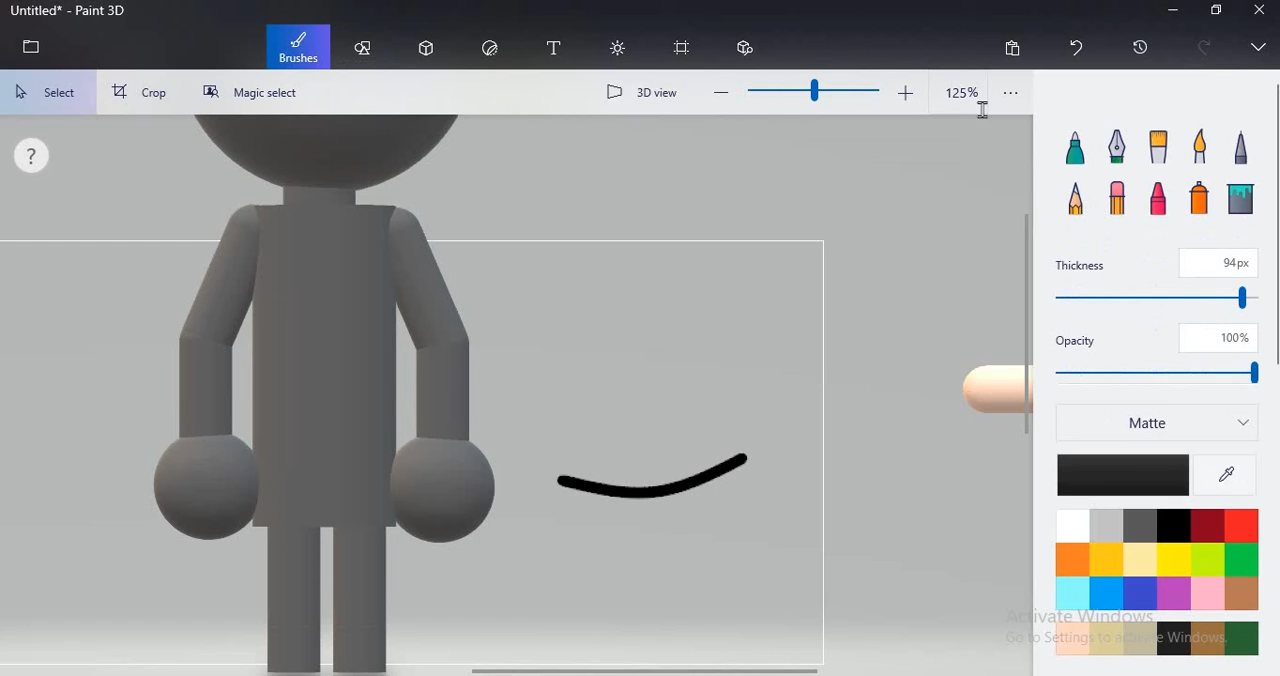 Untitled* - Paint 3D
Brushes
Select
Crop
Magic select
3D view
125%
?
Thickness
94px
Opacity
100%
Matte
Activate Windows
Go to Settings to activate Windows.